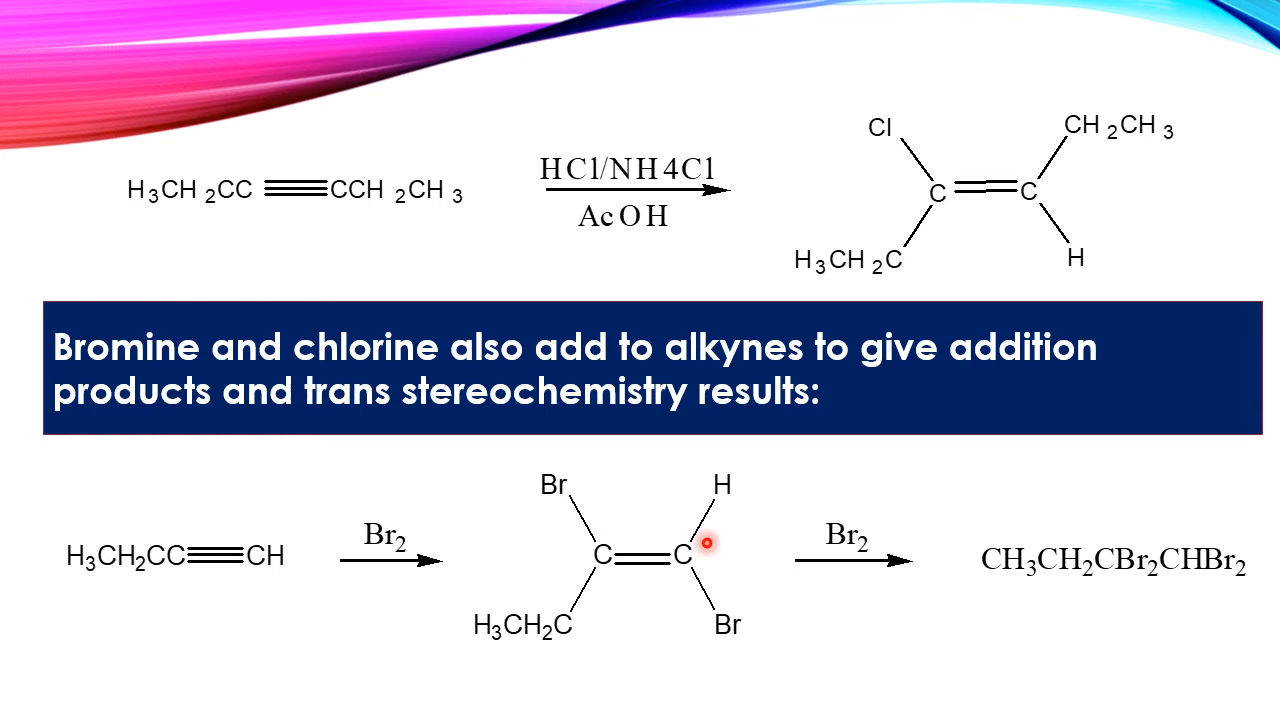 Cl CH2CH3
H3CH2CC≡CCH2CH3 HCl/NH4Cl C=C
AcOH
H3CH2C H
Bromine and chlorine also add to alkynes to give addition
products and trans stereochemistry results:
Br H
H3CH2CC≡CH Br2 C=C Br2 CH3CH2CBr2CHBr2
H3CH2C Br